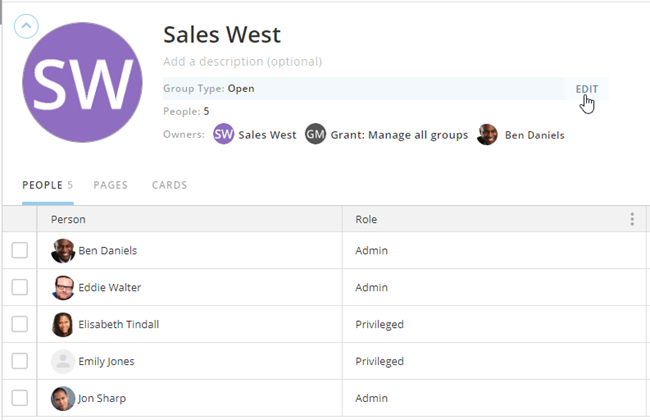 SW
Sales West
Add a description (optional)
Group Type: Open EDIT
People: 5
Owners: SW Sales West GM Grant: Manage all groups Ben Daniels
PEOPLE 5 PAGES CARDS
Person Role
Ben Daniels Admin
Eddie Walter Admin
Elisabeth Tindall Privileged
Emily Jones Privileged
Jon Sharp Admin